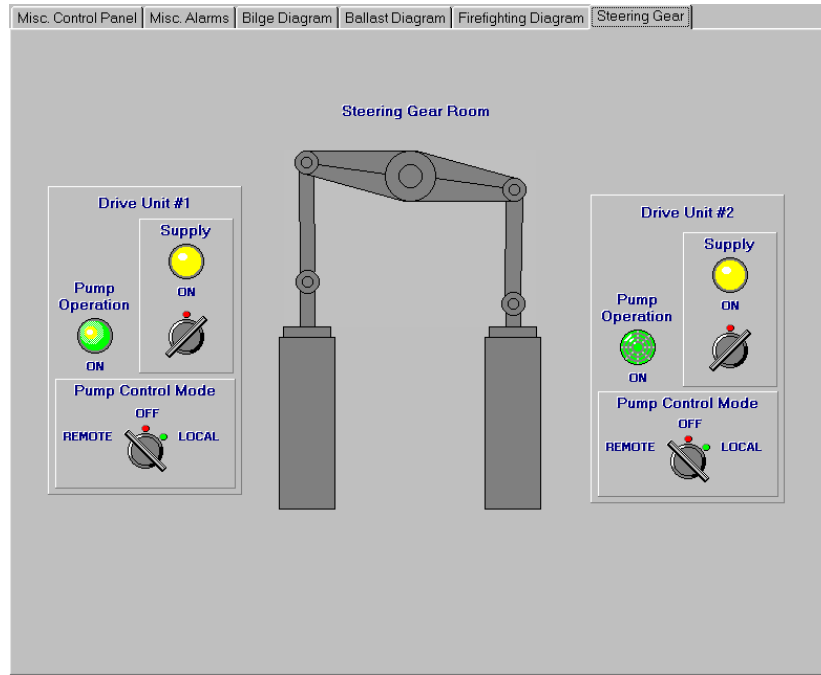 Misc. Control Panel Misc. Alarms Bilge Diagram Ballast Diagram Firefighting Diagram Steering Gear
Steering Gear Room
Drive Unit #1
Supply
ON
Pump
Operation
ON
Pump Control Mode
OFF
REMOTE LOCAL
Drive Unit #2
Supply
ON
Pump
Operation
ON
Pump Control Mode
OFF
REMOTE LOCAL